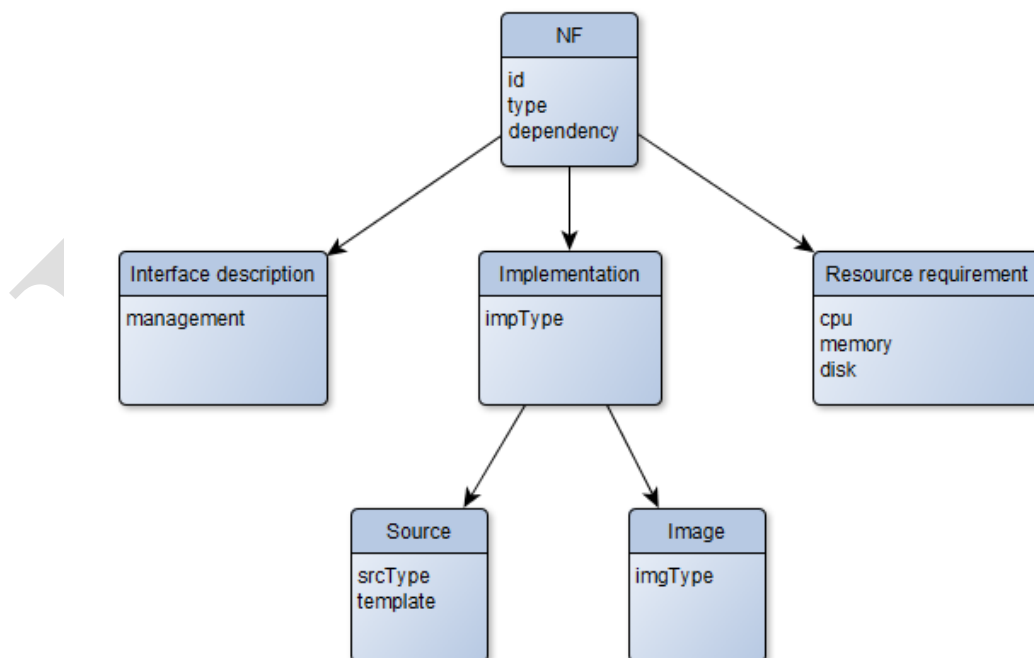 NF
id
type
dependency
Interface description
management
Implementation
impType
Resource requirement
cpu
memory
disk
Source
srcType
template
Image
imgType